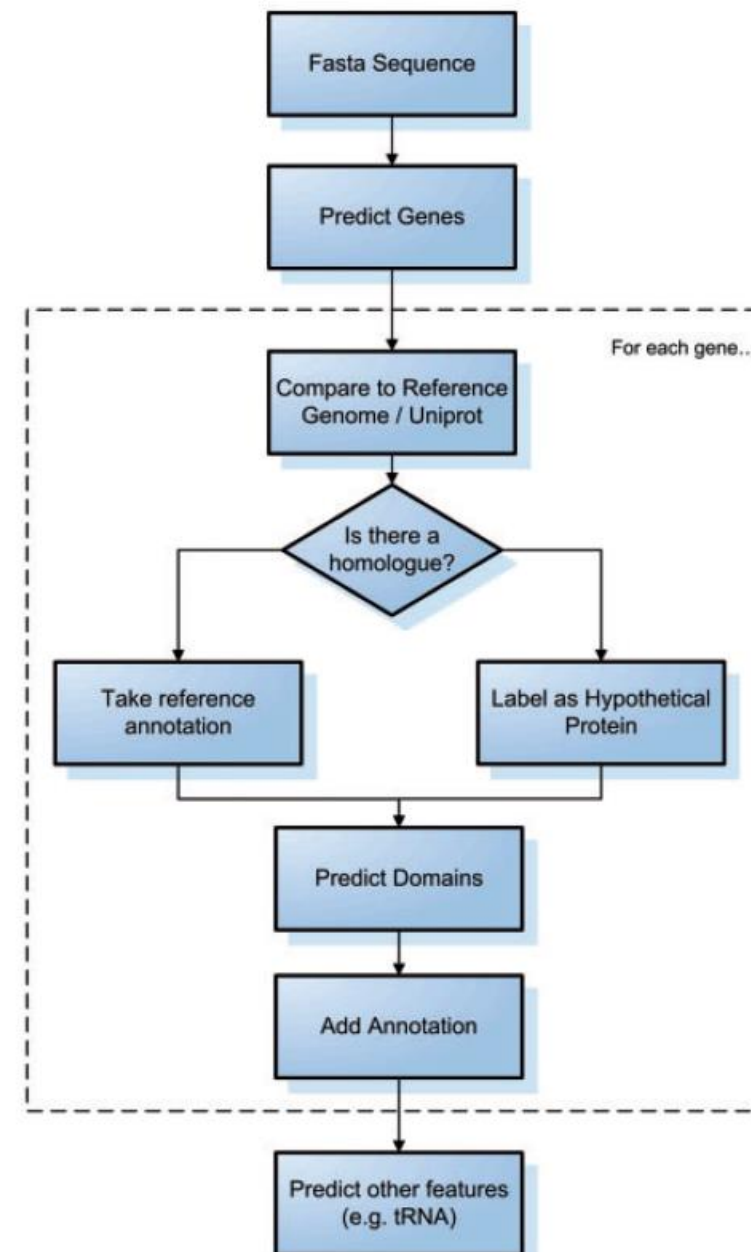 Fasta Sequence
Predict Genes
For each gene...
Compare to Reference
Genome / Uniprot
Is there a
homologue?
Take reference
annotation
Label as Hypothetical
Protein
Predict Domains
Add Annotation
Predict other features
(e.g. tRNA)